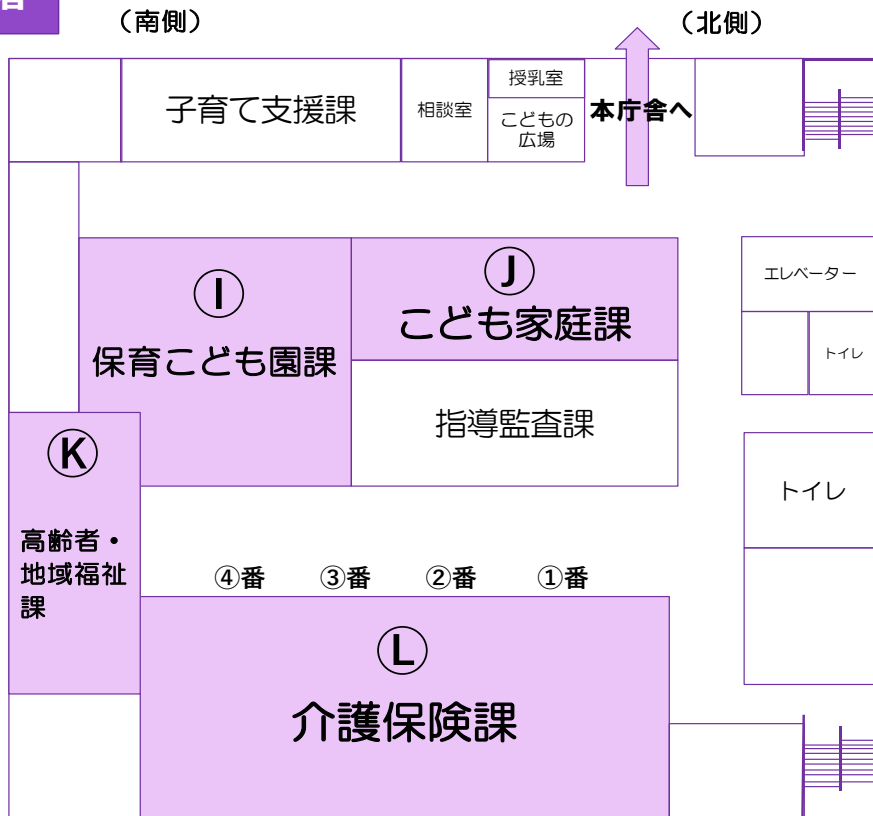 （南側）
（北側）
子育て支援課
相談室
授乳室
こどもの
広場
本庁舎へ
エレベーター
トイレ
Ⓘ
保育こども園課
Ⓙ
こども家庭課
指導監査課
トイレ
Ⓚ
高齢者・
地域福祉
課
④番
③番
②番
①番
Ⓛ
介護保険課